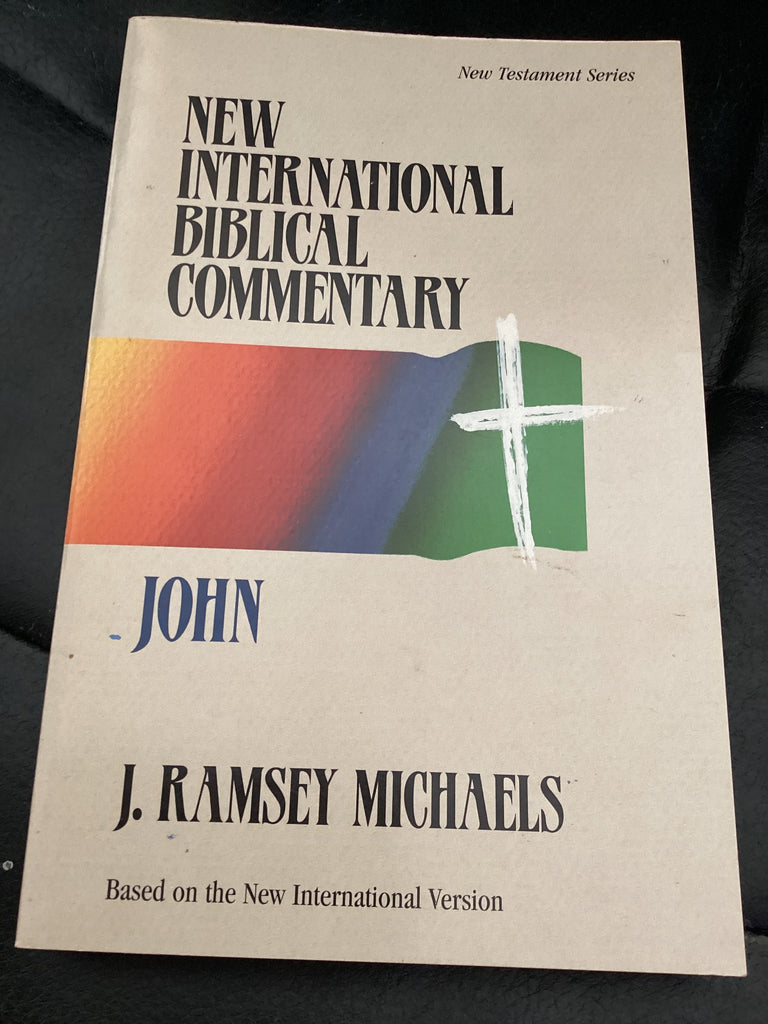 New Testament Series
NEW
INTERNATIONAL
BIBLICAL
COMMENTARY
JOHN
J. RAMSEY MICHAELS
Based on the New International Version